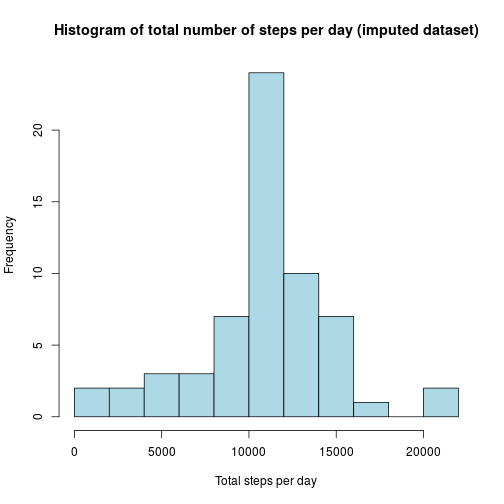 Histogram of total number of steps per day (imputed dataset)
Frequency
20
15
10
5
0
0 5000 10000 15000 20000
Total steps per day